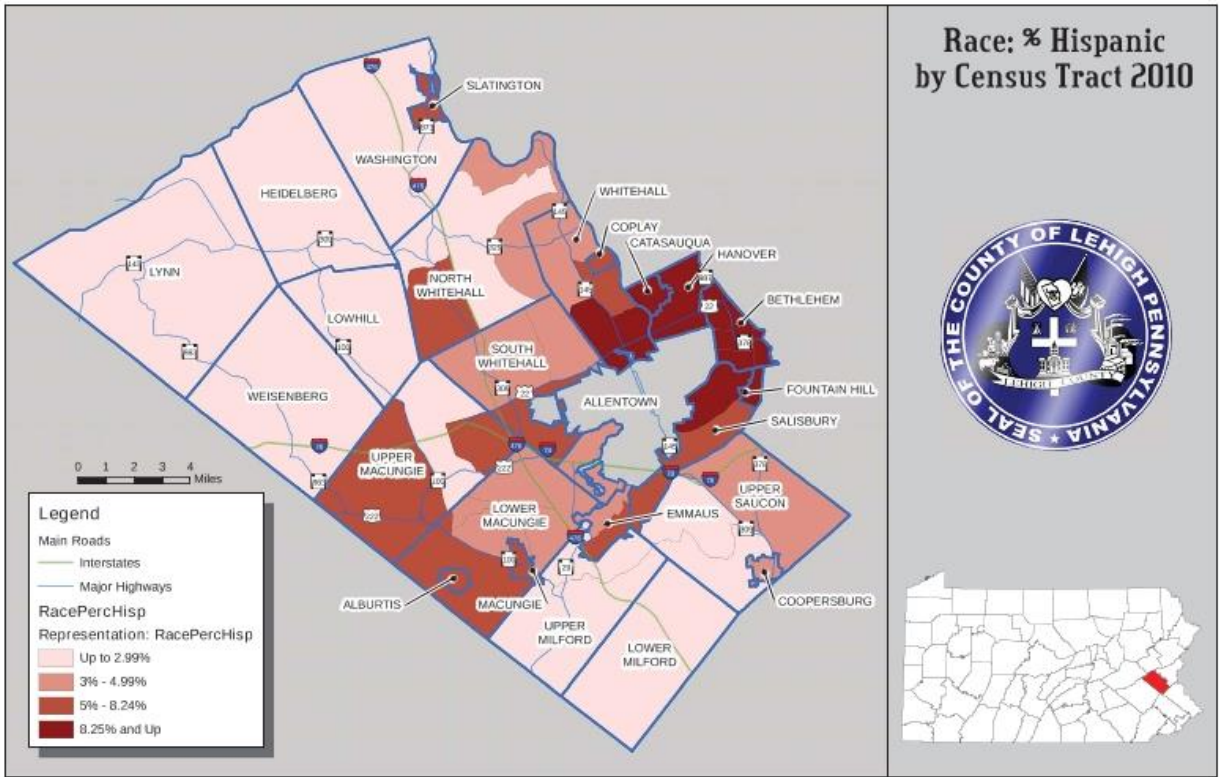 Race: % Hispanic
by Census Tract 2010
SLATINGTON
WASHINGTON
HEIDELBERG
WHITEHALL
COPLAY
CATASAUQUA
HANOVER
LYNN
NORTH
WHITEHALL
BETHLEHEM
LOWHILL
SOUTH
WHITEHALL
FOUNTAIN HILL
WEISENBERG
ALLENTOWN
SALISBURY
UPPER
MACUNGIE
UPPER
SAUCON
LOWER
MACUNGIE
EMMAUS
ALBURTIS
MACUNGIE
COOPERSBURG
UPPER
MILFORD
LOWER
MILFORD
0 1 2 3 4
Miles
Legend
Main Roads
Interstates
Major Highways
RacePercHisp
Representation: RacePercHisp
Up to 2.99%
3% - 4.99%
5% - 8.24%
8.25% and Up
SEAL OF THE COUNTY OF LEHIGH PENNSYLVANIA
LEHIGH COUNTY